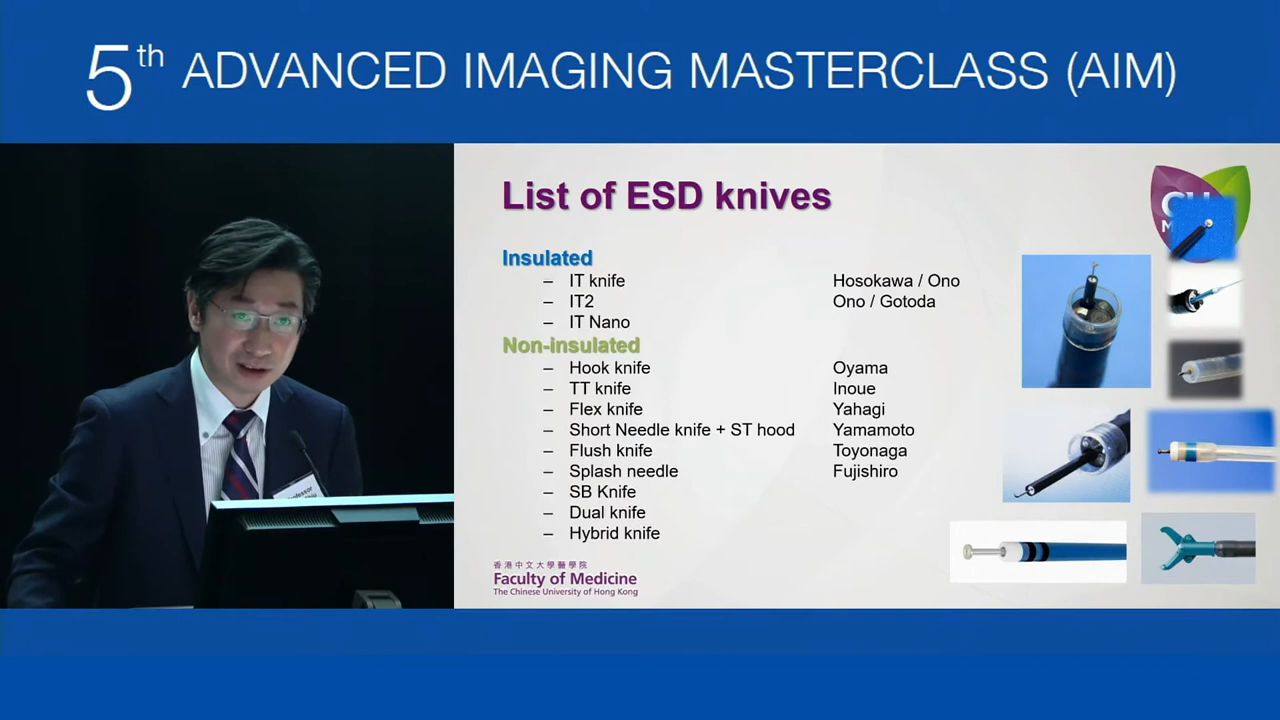 5th ADVANCED IMAGING MASTERCLASS (AIM)
List of ESD knives
Insulated
– IT knife Hosokawa / Ono
– IT2 Ono / Gotoda
– IT Nano
Non-insulated
– Hook knife Oyama
– TT knife Inoue
– Flex knife Yahagi
– Short Needle knife + ST hood Yamamoto
– Flush knife Toyonaga
– Splash needle Fujishiro
– SB Knife
– Dual knife
– Hybrid knife
香港中文大學醫學院
Faculty of Medicine
The Chinese University of Hong Kong
Professor